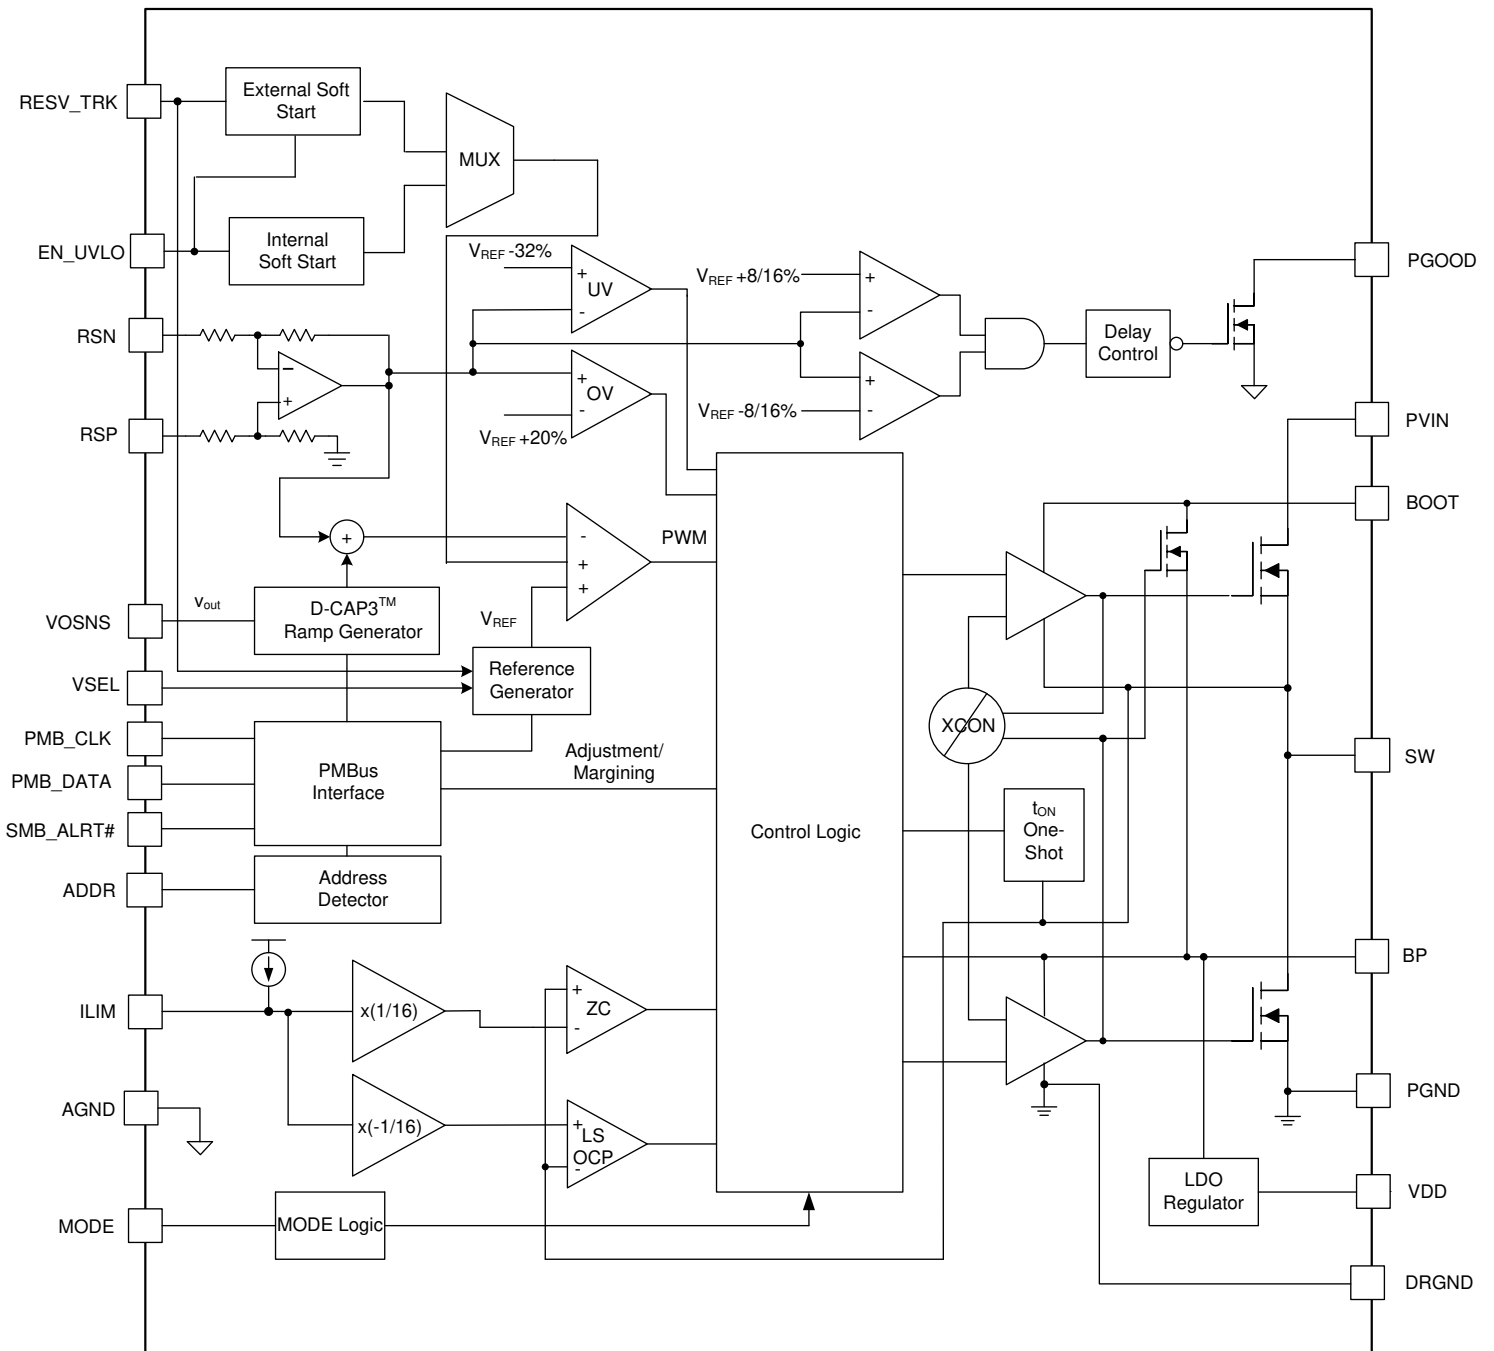 RESV_TRK
External Soft
Start
MUX
EN_UVLO
Internal
Soft Start
RSN
RSP
−
+
VREF -32%
+
UV
-
+
OV
-
VREF +20%
VREF +8/16%
+
-
+
-
VREF -8/16%
Delay
Control
PGOOD
PVIN
BOOT
+
-
+
+
PWM
VOSNS
vout
D-CAP3TM
Ramp Generator
VREF
VSEL
Reference
Generator
PMB_CLK
PMB_DATA
SMB_ALRT#
PMBus
Interface
Adjustment/
Margining
ADDR
Address
Detector
Control Logic
XCON
tON
One-
Shot
SW
BP
ILIM
x(1/16)
+
ZC
-
AGND
x(-1/16)
+
LS
OCP
-
PGND
LDO
Regulator
VDD
MODE
MODE Logic
DRGND